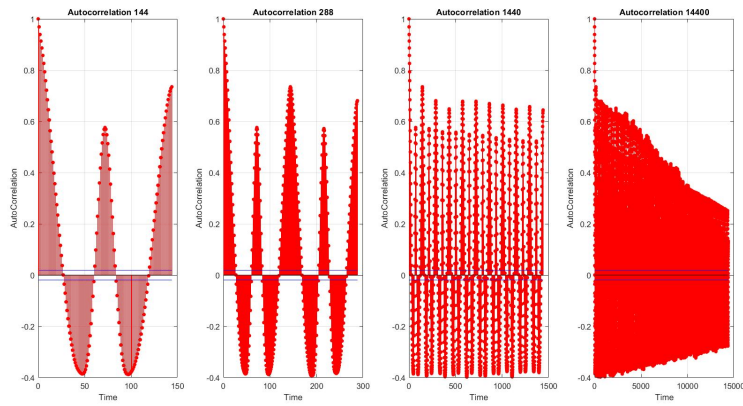 Autocorrelation 144
1
0.8
0.6
0.4
0.2
0
-0.2
-0.4
AutoCorrelation
0 50 100 150
Time
Autocorrelation 288
1
0.8
0.6
0.4
0.2
0
-0.2
-0.4
AutoCorrelation
0 100 200 300
Time
Autocorrelation 1440
1
0.8
0.6
0.4
0.2
0
-0.2
-0.4
AutoCorrelation
0 500 1000 1500
Time
Autocorrelation 14400
1
0.8
0.6
0.4
0.2
0
-0.2
-0.4
AutoCorrelation
0 5000 10000 15000
Time